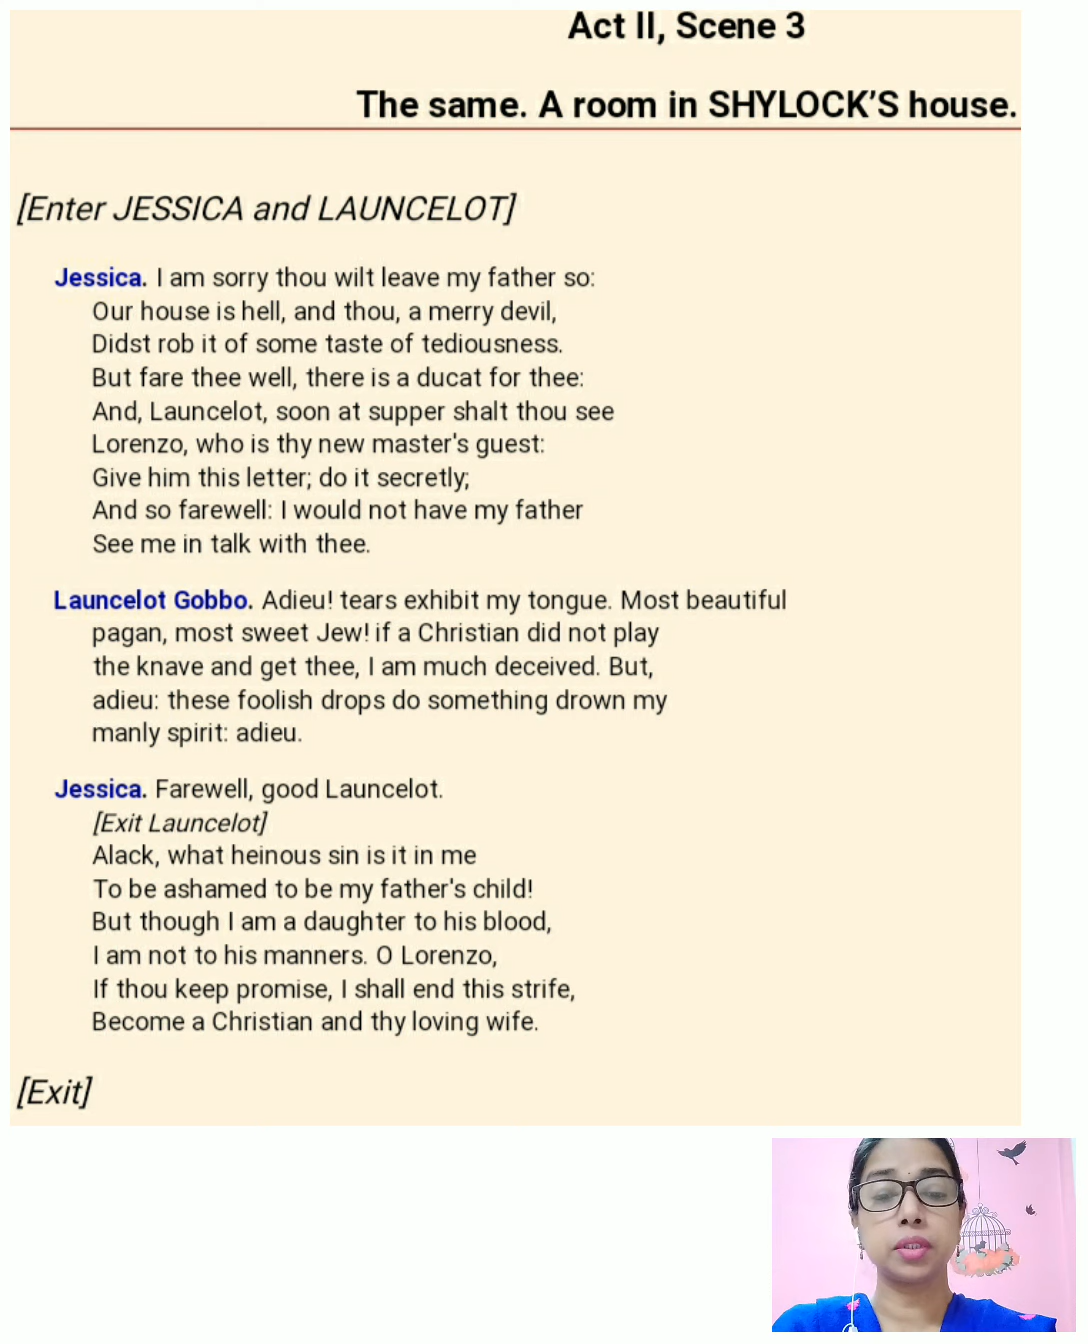 Act II, Scene 3
The same. A room in SHYLOCK’S house.
[Enter JESSICA and LAUNCELOT]
Jessica. I am sorry thou wilt leave my father so:
Our house is hell, and thou, a merry devil,
Didst rob it of some taste of tediousness.
But fare thee well, there is a ducat for thee:
And, Launcelot, soon at supper shalt thou see
Lorenzo, who is thy new master's guest:
Give him this letter; do it secretly;
And so farewell: I would not have my father
See me in talk with thee.
Launcelot Gobbo. Adieu! tears exhibit my tongue. Most beautiful
pagan, most sweet Jew! if a Christian did not play
the knave and get thee, I am much deceived. But,
adieu: these foolish drops do something drown my
manly spirit: adieu.
Jessica. Farewell, good Launcelot.
[Exit Launcelot]
Alack, what heinous sin is it in me
To be ashamed to be my father's child!
But though I am a daughter to his blood,
I am not to his manners. O Lorenzo,
If thou keep promise, I shall end this strife,
Become a Christian and thy loving wife.
[Exit]